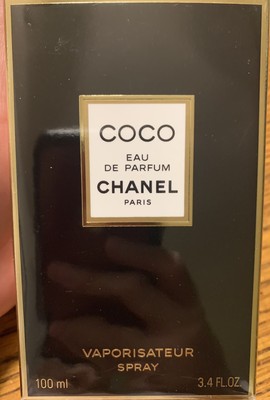 COCO
EAU
DE PARFUM
CHANEL
PARIS
VAPORISATEUR
SPRAY
100 ml 3.4 FL.OZ.